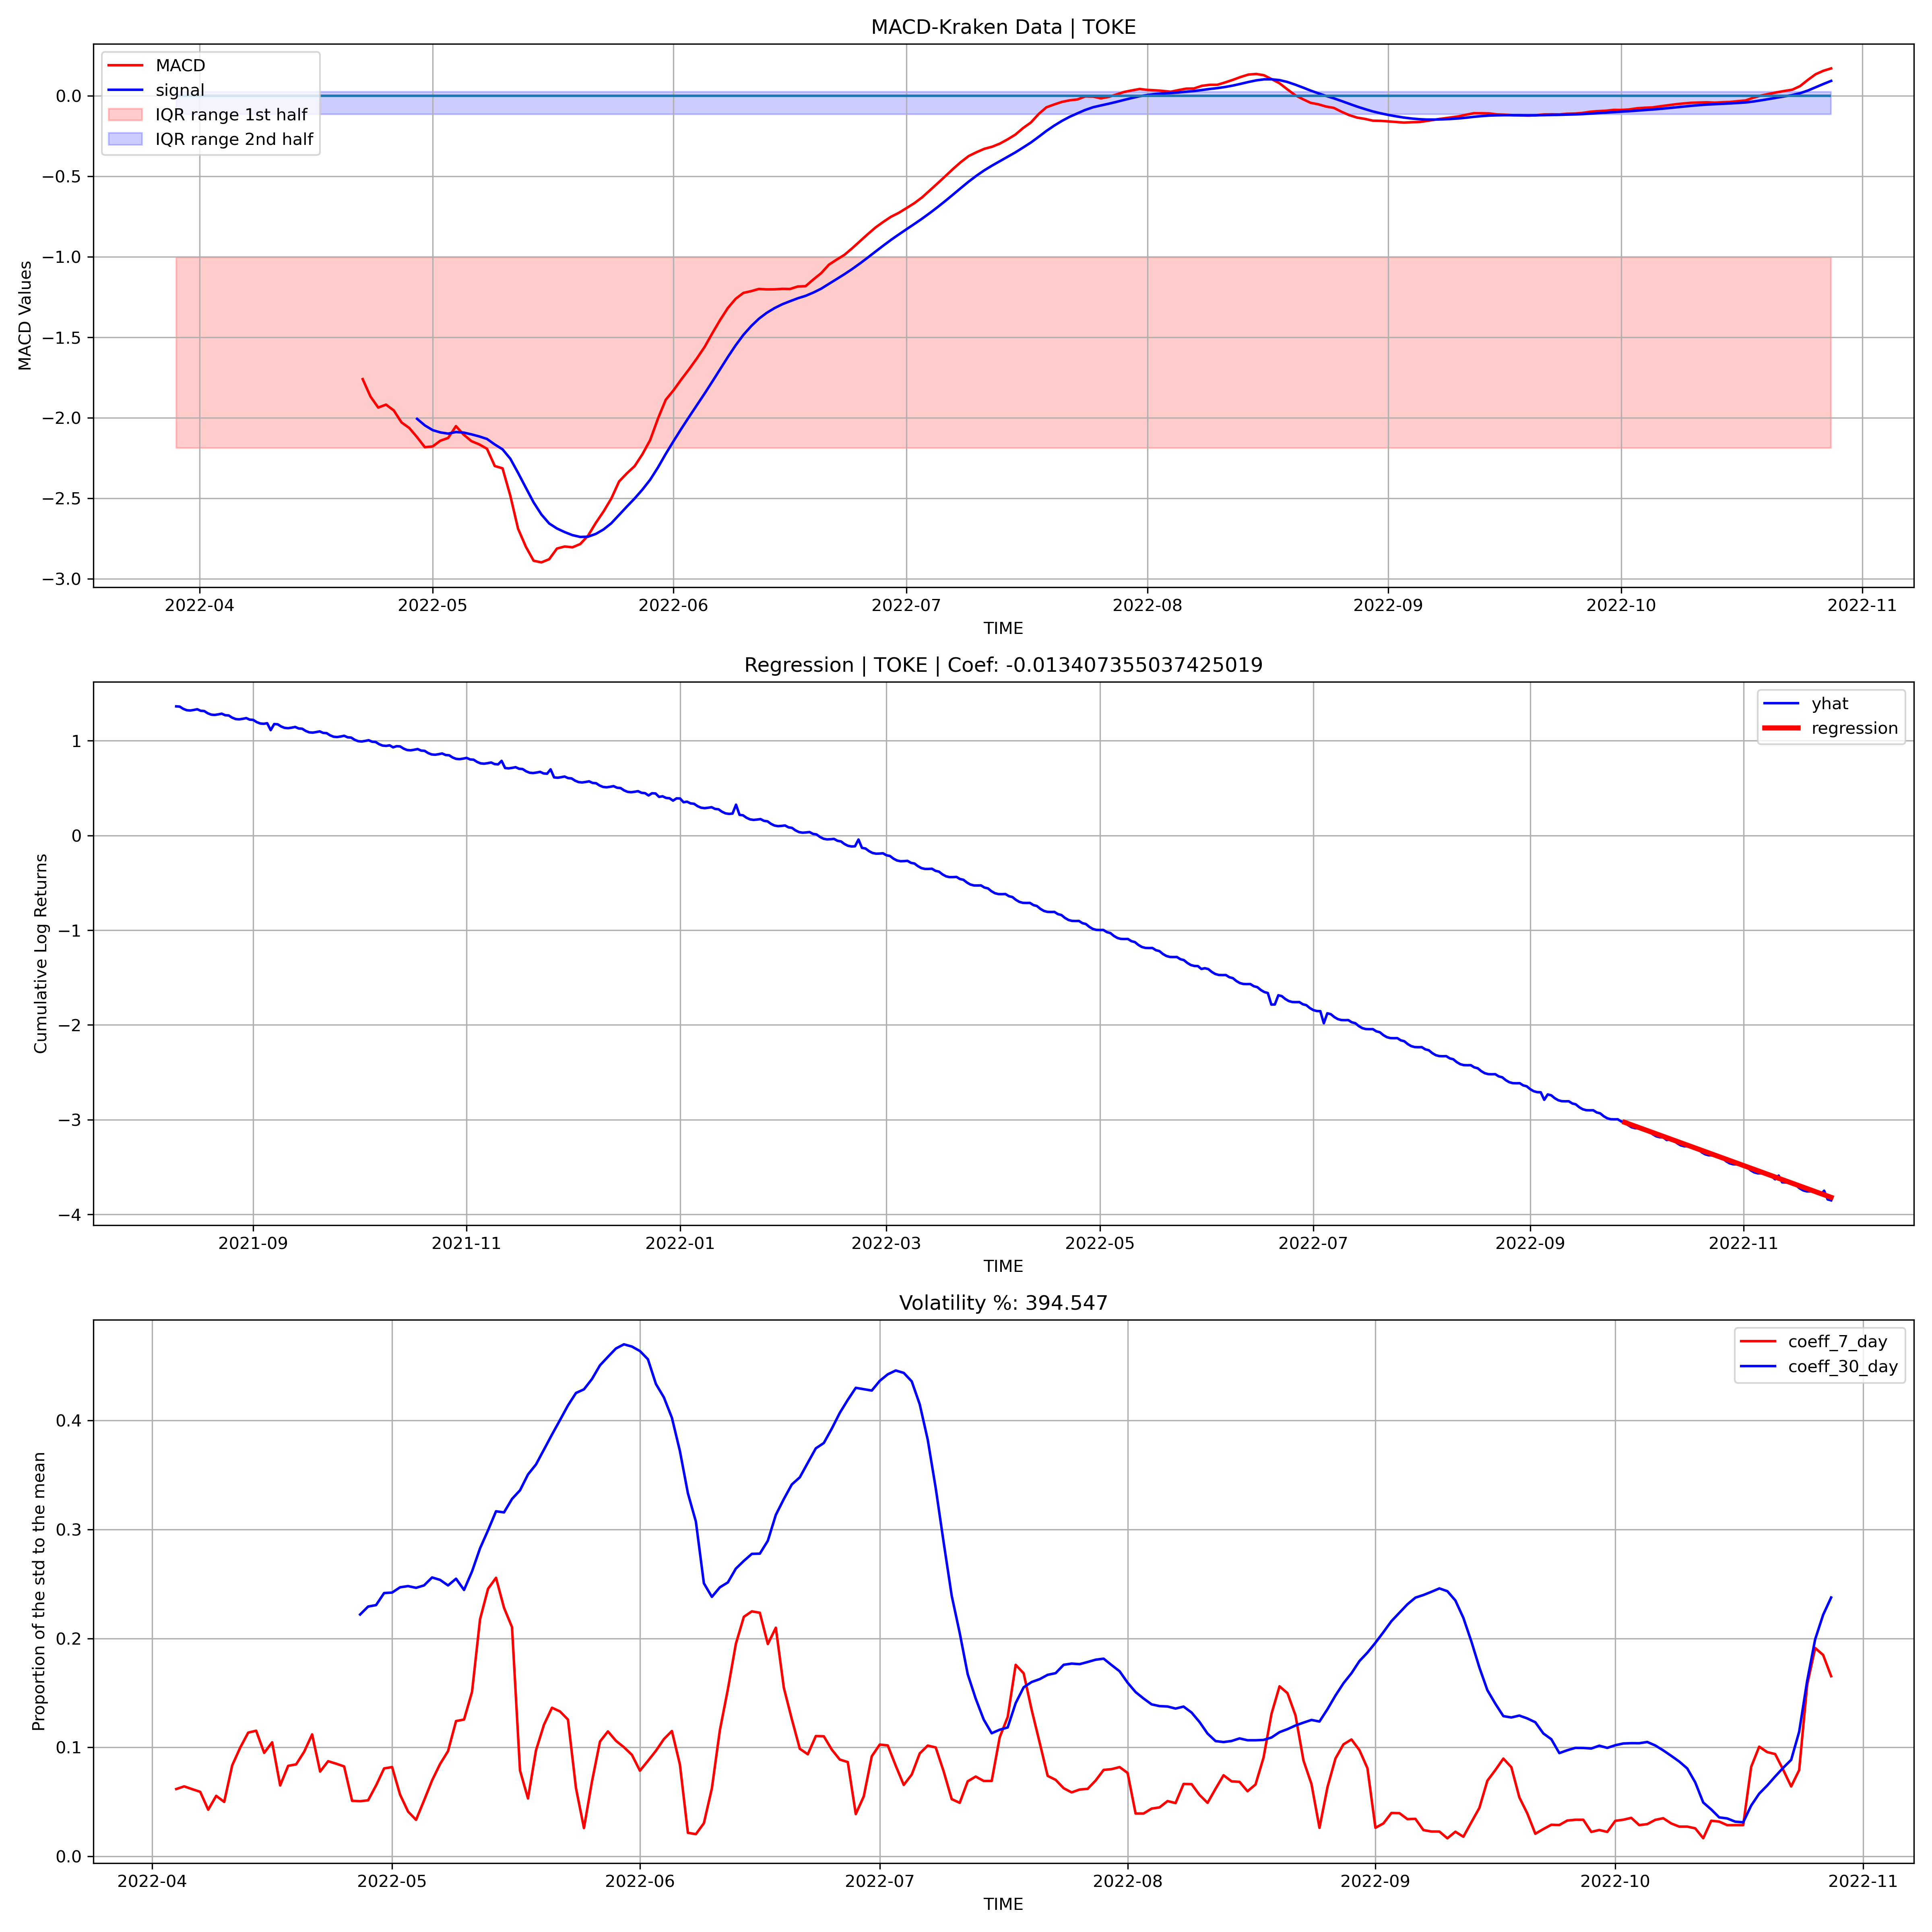 MACD-Kraken Data | TOKE
MACD
signal
IQR range 1st half
IQR range 2nd half
MACD Values
0.0
−0.5
−1.0
−1.5
−2.0
−2.5
−3.0
2022-04 2022-05 2022-06 2022-07 2022-08 2022-09 2022-10 2022-11
TIME
Regression | TOKE | Coef: -0.013407355037425019
yhat
regression
Cumulative Log Returns
1
0
−1
−2
−3
−4
2021-09 2021-11 2022-01 2022-03 2022-05 2022-07 2022-09 2022-11
TIME
Volatility %: 394.547
coeff_7_day
coeff_30_day
Proportion of the std to the mean
0.4
0.3
0.2
0.1
0.0
2022-04 2022-05 2022-06 2022-07 2022-08 2022-09 2022-10 2022-11
TIME